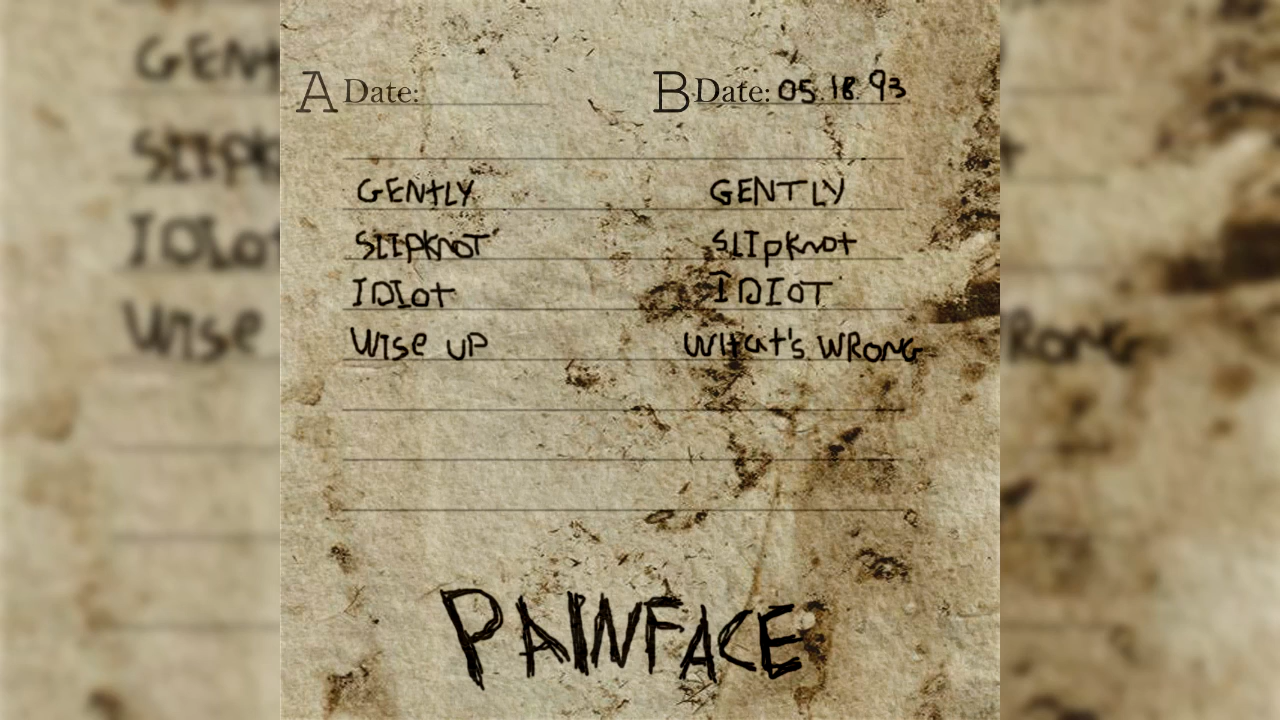 A Date: B Date: 05.18.93
GENtLY GENTLY
SLIPKNOT SLIpknot
IDIot IDIOT
WIse UP WHat's WRONG
PAINFACE